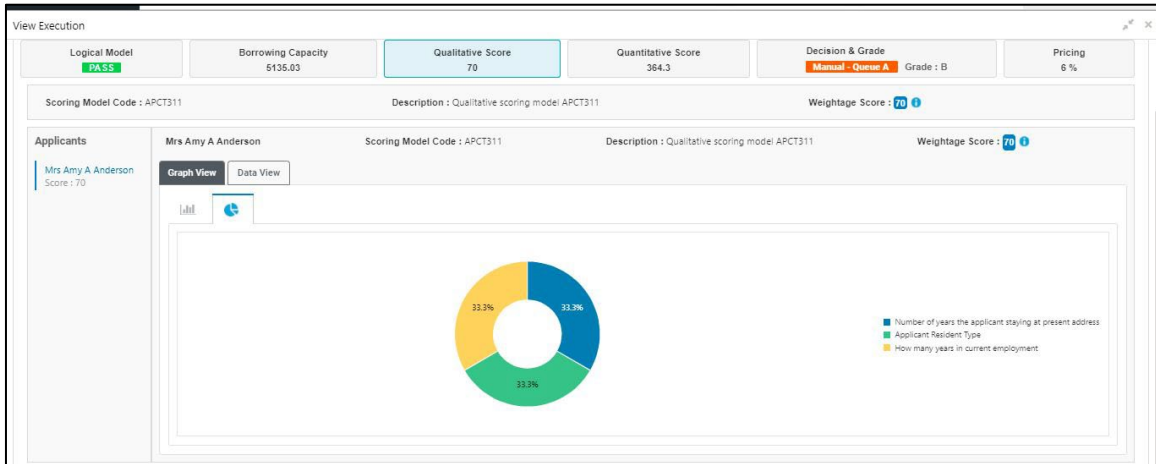 View Execution
Logical Model
PASS
Borrowing Capacity
5135.03
Qualitative Score
70
Quantitative Score
364.3
Decision & Grade
Manual - Queue A Grade : B
Pricing
6 %
Scoring Model Code : APCT311 Description : Qualitative scoring model APCT311 Weightage Score : 70
Applicants
Mrs Amy A Anderson
Score : 70
Mrs Amy A Anderson Scoring Model Code : APCT311 Description : Qualitative scoring model APCT311 Weightage Score : 70
Graph View Data View
33.3% 33.3%
33.3%
Number of years the applicant staying at present address
Applicant Resident Type
How many years in current employment